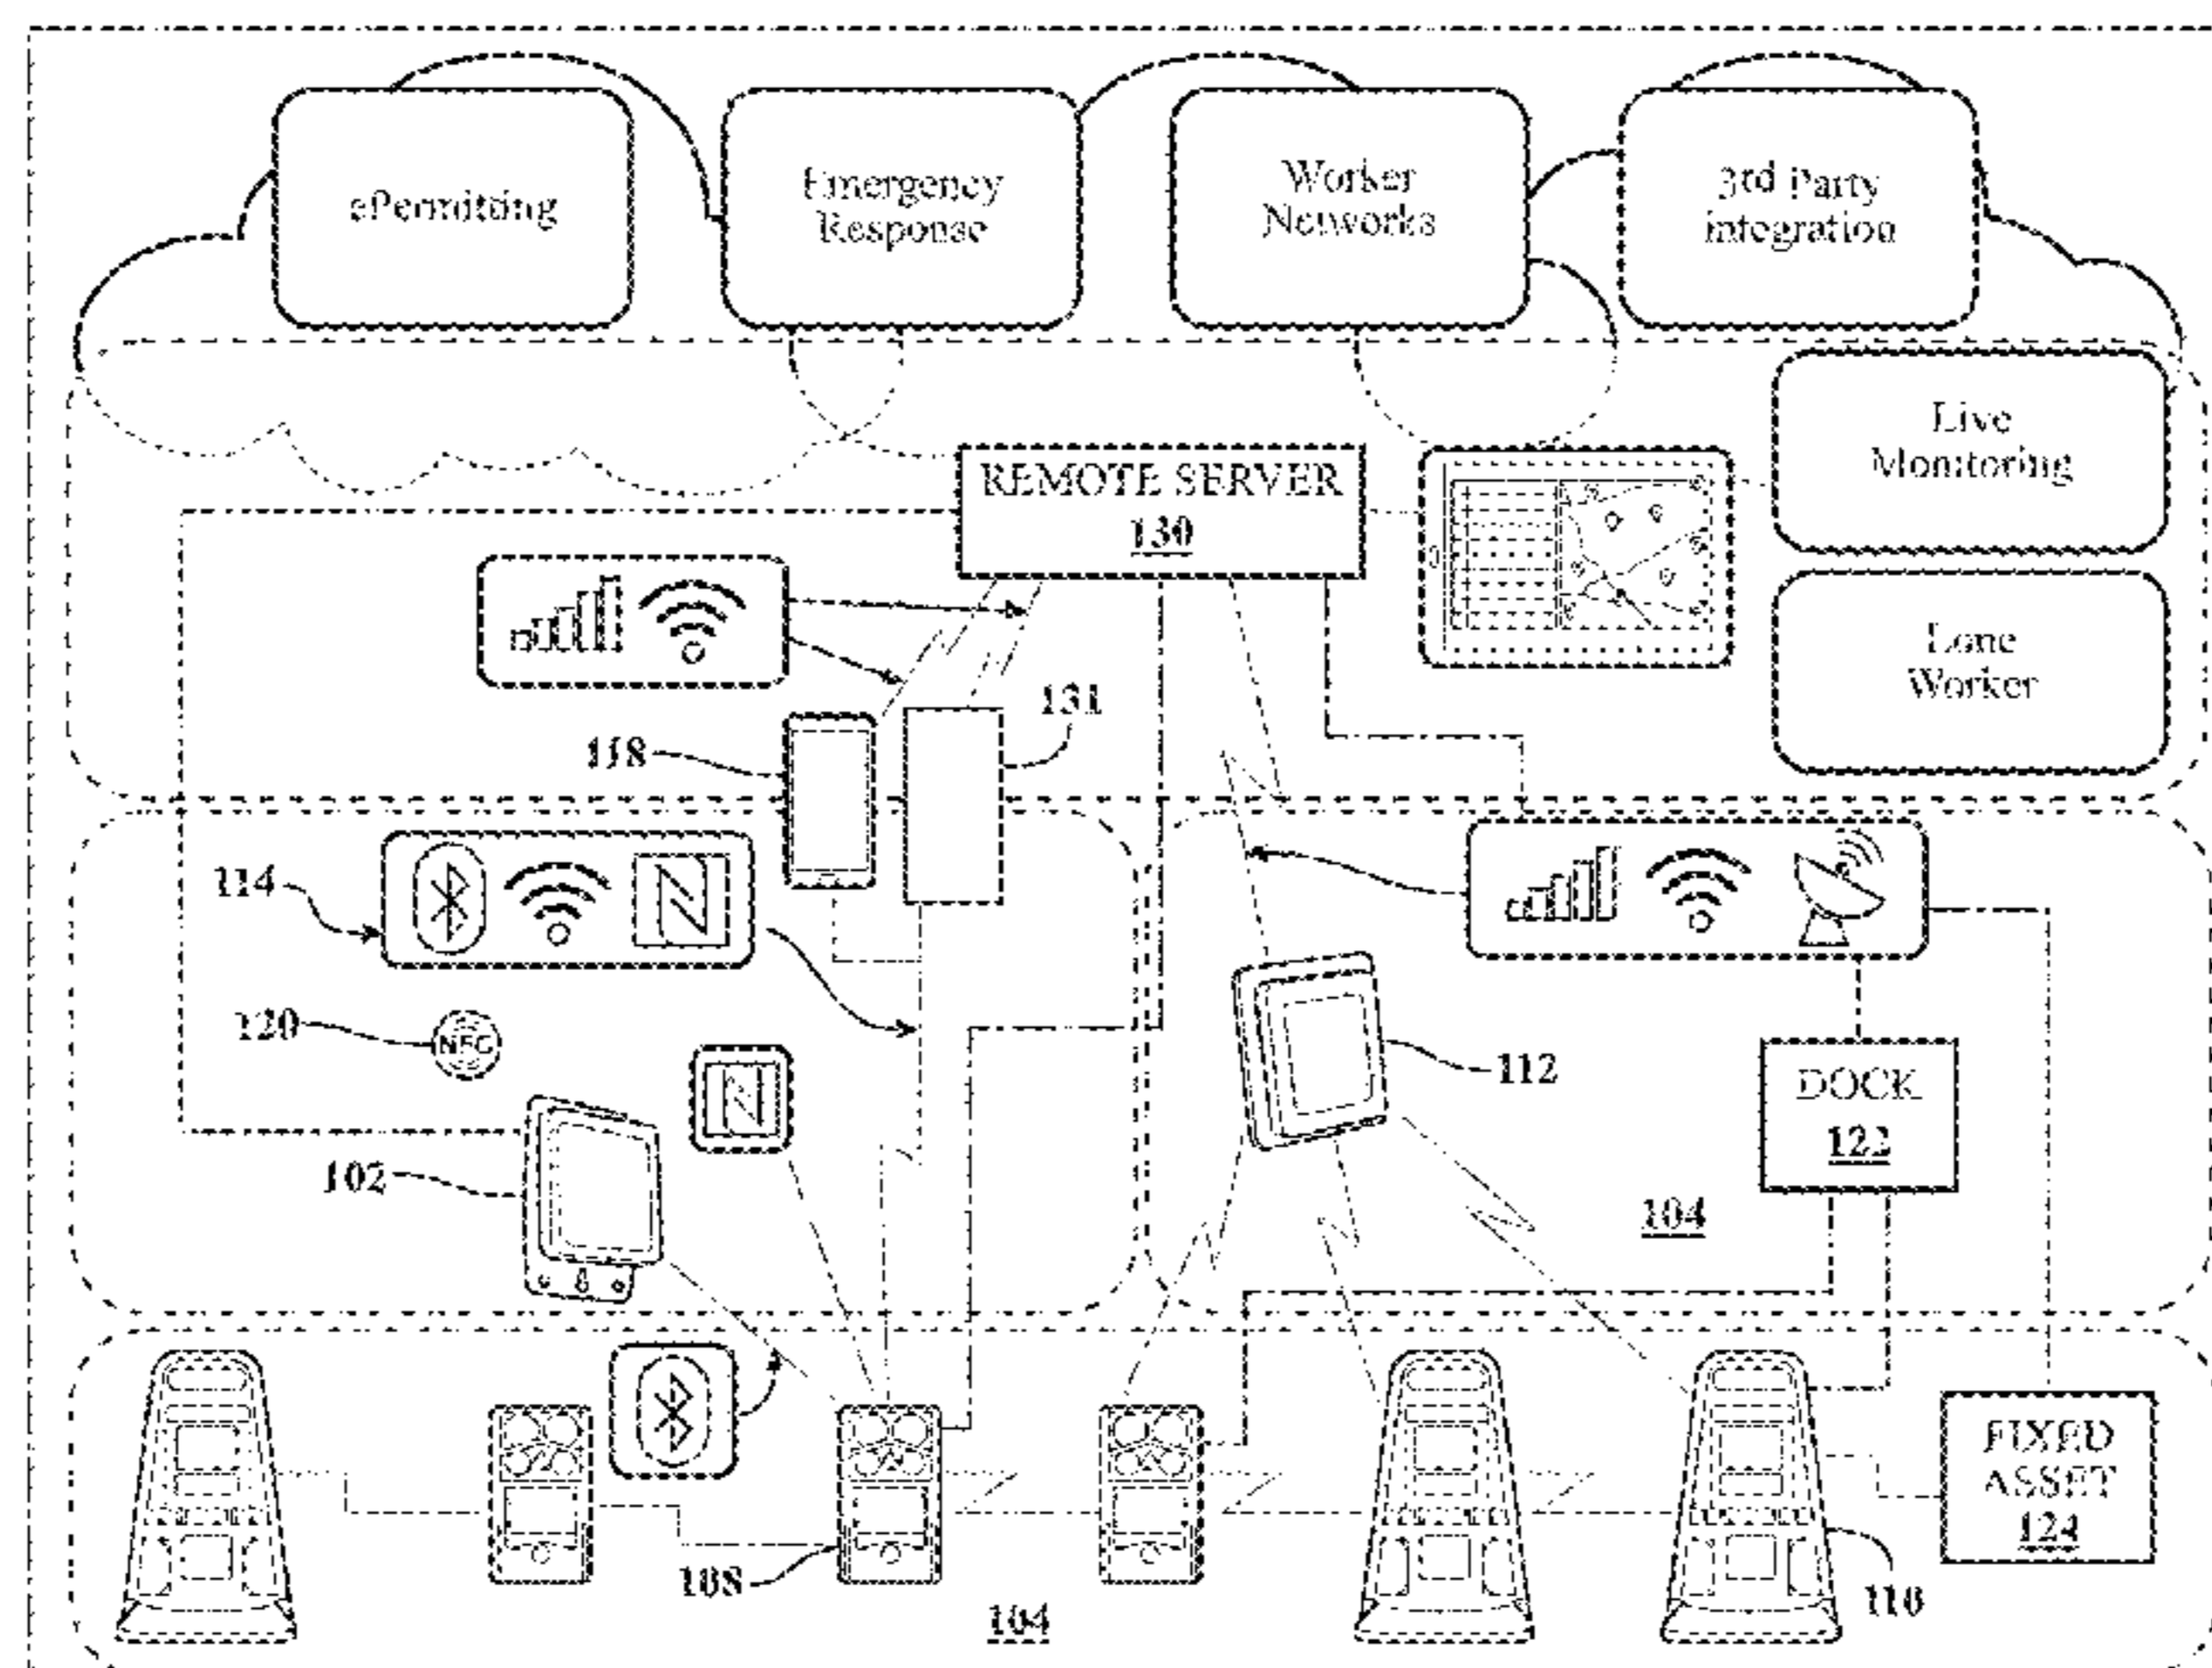 ePermitting
Emergency
Response
Worker
Networks
3rd Party
integration
Live
Monitoring
REMOTE SERVER
130
Lone
Worker
131
118
114
120
NFC
112
DOCK
122
102
104
FIXED
ASSET
124
108
104
110